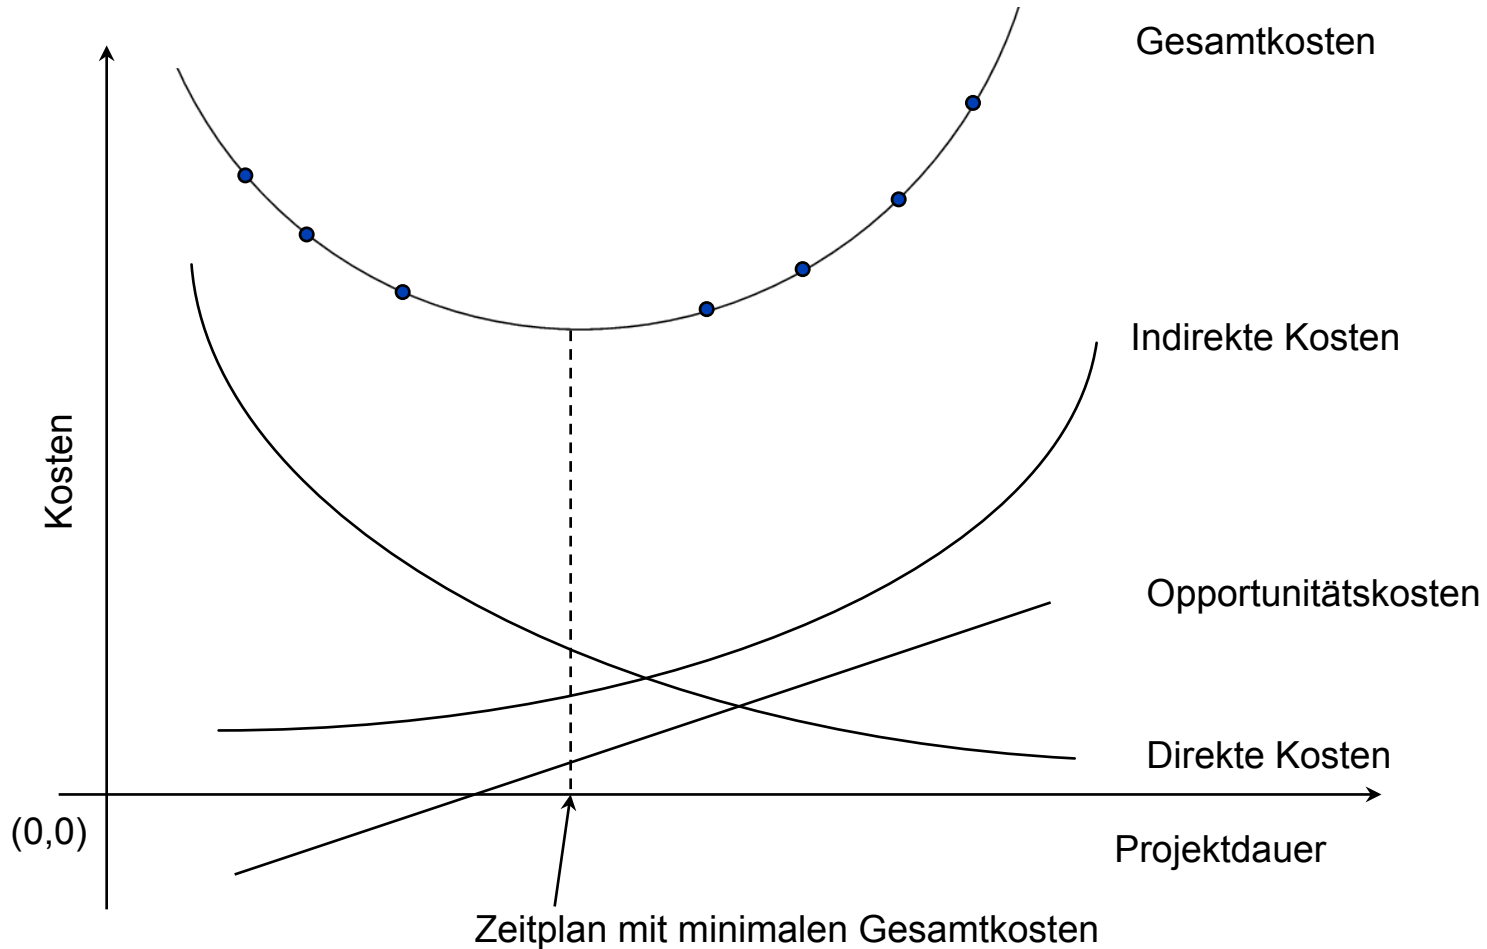 Gesamtkosten
Indirekte Kosten
Kosten
Opportunitätskosten
Direkte Kosten
(0,0)
Projektdauer
Zeitplan mit minimalen Gesamtkosten